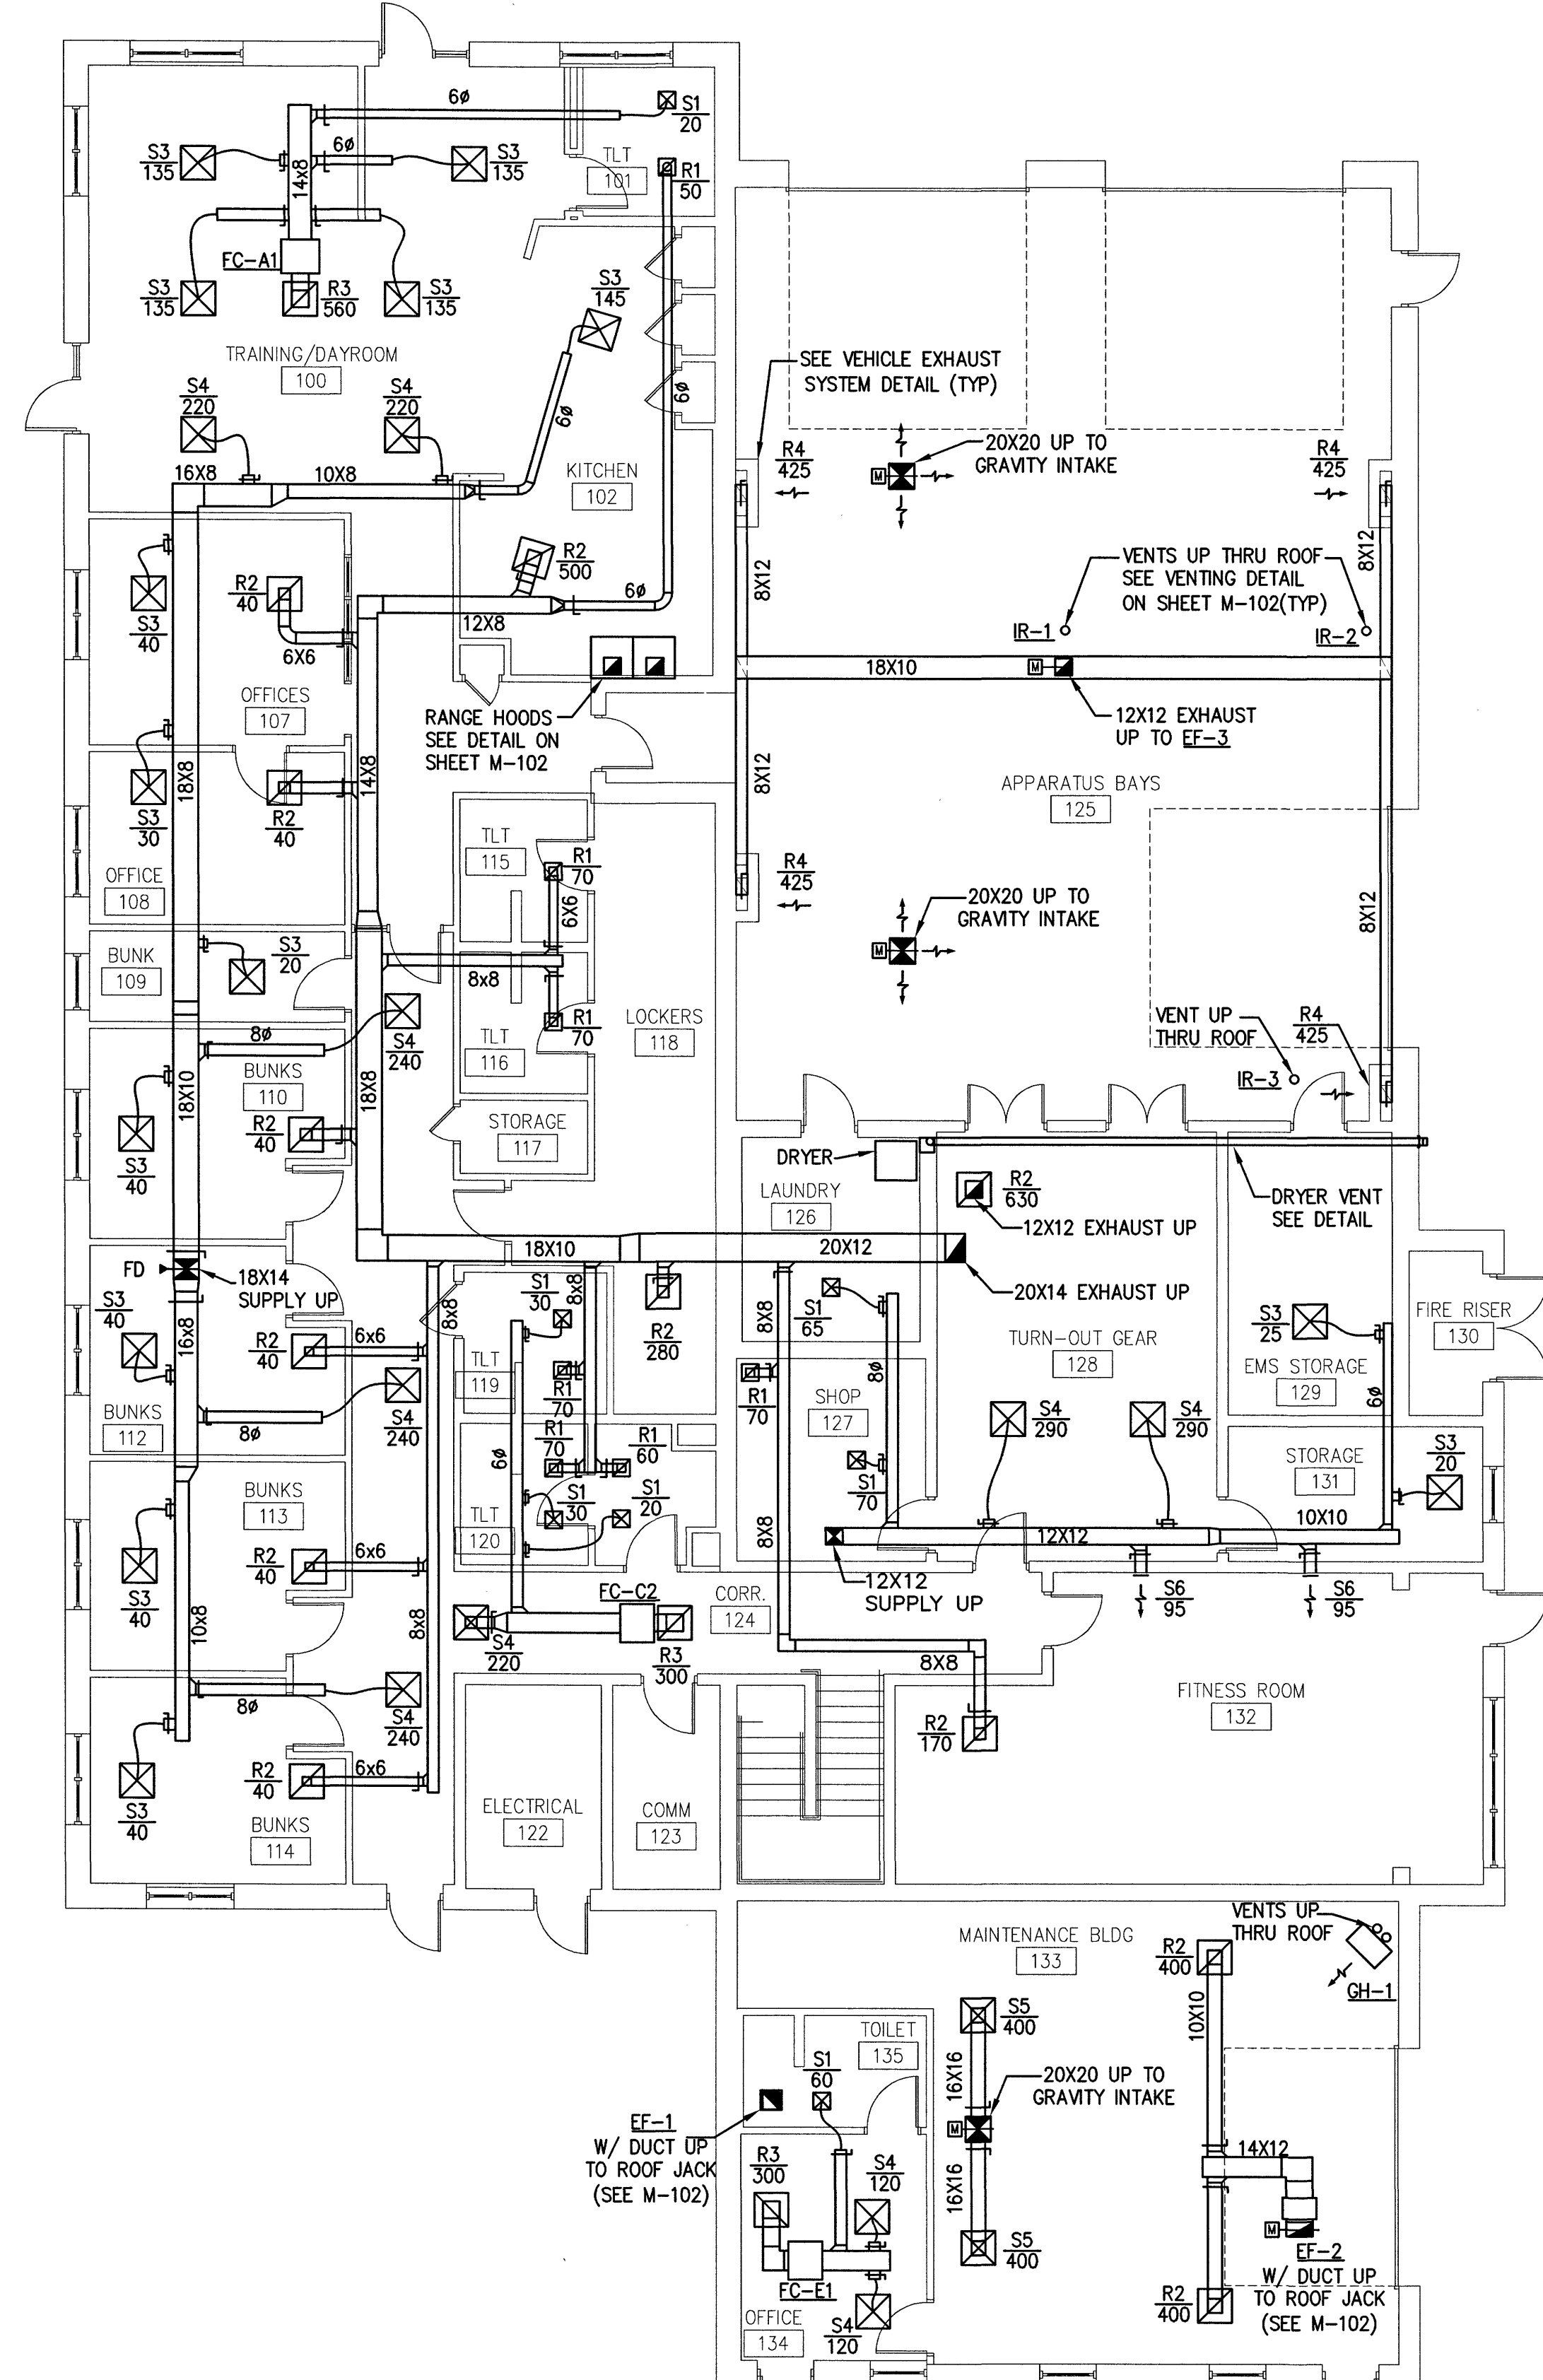 6ø
S1
20
S3
135
6ø
S3
135
TLT
101
14x8
R1
50
FC-A1
S3
135
R3
560
S3
135
S3
145
TRAINING/DAYROOM
100
SEE VEHICLE EXHAUST
SYSTEM DETAIL (TYP)
S4
220
S4
220
6ø
6ø
20X20 UP TO
GRAVITY INTAKE
R4
425
R4
425
16X8
10X8
KITCHEN
102
8X12
8X12
VENTS UP THRU ROOF
SEE VENTING DETAIL
ON SHEET M-102(TYP)
R2
500
S3
40
R2
40
6ø
12X8
6X6
IR-1
IR-2
18X10
OFFICES
107
RANGE HOODS
SEE DETAIL ON
SHEET M-102
12X12 EXHAUST
UP TO EF-3
18X8
14X8
8X12
S3
30
R2
40
APPARATUS BAYS
125
TLT
115
R1
70
OFFICE
108
R4
425
20X20 UP TO
GRAVITY INTAKE
6X6
8X12
BUNK
109
S3
20
8x8
8ø
S4
240
TLT
116
R1
70
LOCKERS
118
VENT UP
THRU ROOF
R4
425
BUNKS
110
18X10
18X8
IR-3
S3
40
R2
40
STORAGE
117
DRYER
LAUNDRY
126
R2
630
DRYER VENT
SEE DETAIL
12X12 EXHAUST UP
18X10
20X12
FD
18X14
SUPPLY UP
20X14 EXHAUST UP
S3
40
16x8
8x8
S1
30
8x8
R2
280
8X8
S1
65
S3
25
FIRE RISER
130
R2
40
6x6
TLT
119
R1
70
R1
70
8ø
TURN-OUT GEAR
128
EMS STORAGE
129
6ø
BUNKS
112
8ø
S4
240
SHOP
127
S4
290
S4
290
R1
70
R1
60
6ø
STORAGE
131
S3
20
BUNKS
113
S1
30
S1
20
S1
70
TLT
120
8X8
12X12
10X10
R2
40
6x6
S3
40
10x8
8x8
FC-C2
CORR.
124
12X12
SUPPLY UP
S6
95
S6
95
S4
220
R3
300
8X8
8ø
S4
240
FITNESS ROOM
132
R2
170
R2
40
6x6
S3
40
BUNKS
114
ELECTRICAL
122
COMM
123
VENTS UP
THRU ROOF
MAINTENANCE BLDG
133
R2
400
GH-1
S5
400
10X10
TOILET
135
S1
60
16X16
20X20 UP TO
GRAVITY INTAKE
EF-1
W/ DUCT UP
TO ROOF JACK
(SEE M-102)
R3
300
S4
120
16X16
14X12
S5
400
EF-2
W/ DUCT UP
TO ROOF JACK
(SEE M-102)
FC-E1
R2
400
OFFICE
134
S4
120
M
M
M
M
M